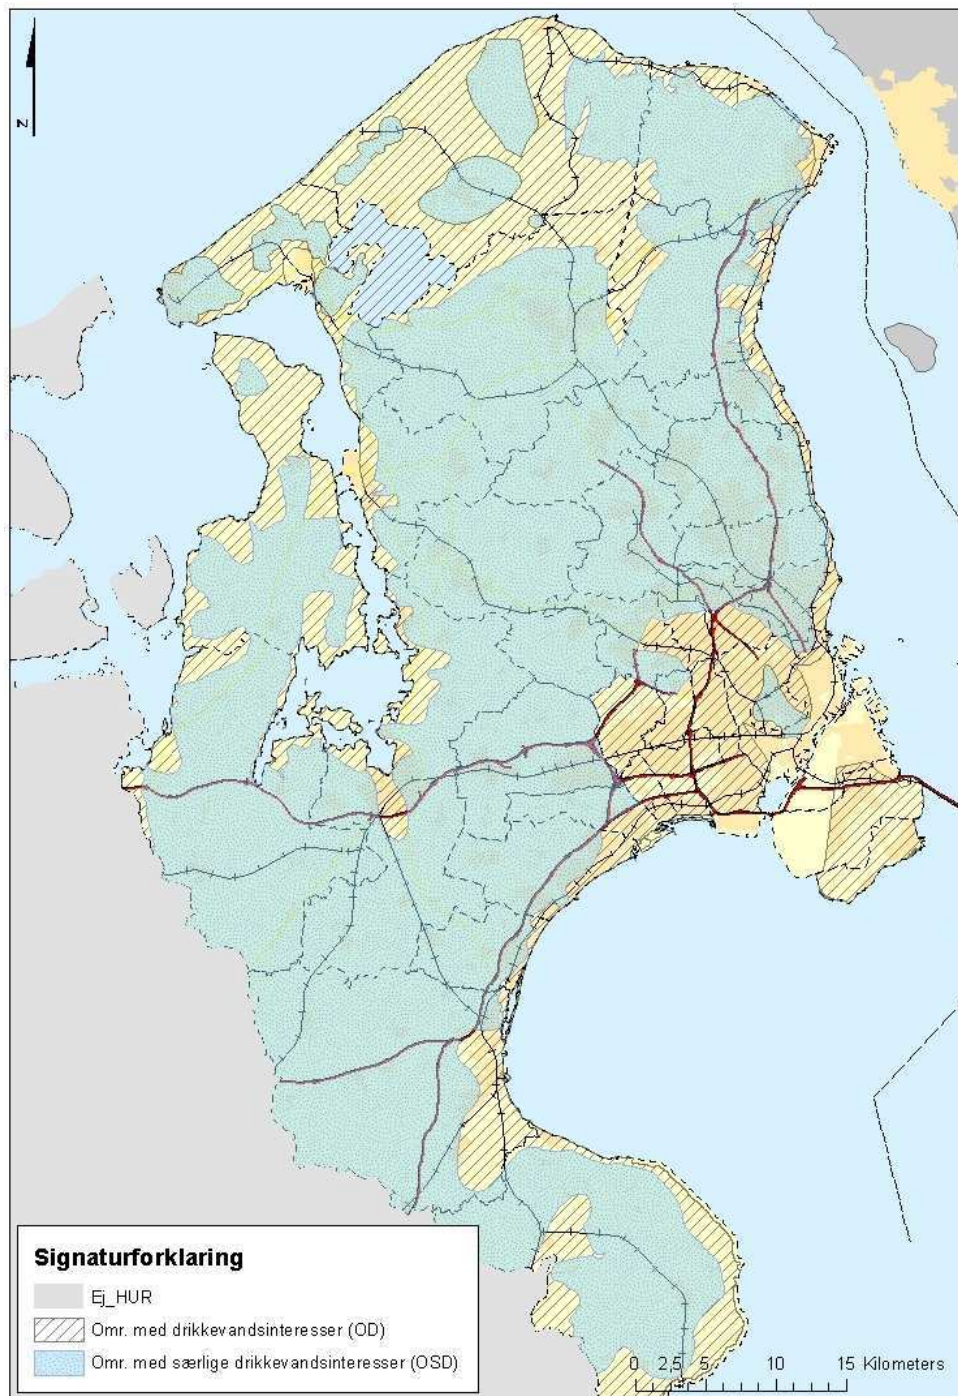 Z
Signaturforklaring
Ej_HUR
Omr. med drikkevandsinteresser (OD)
Omr. med særlige drikkevandsinteresser (OSD)
0 2,5 5 10 15 Kilometers